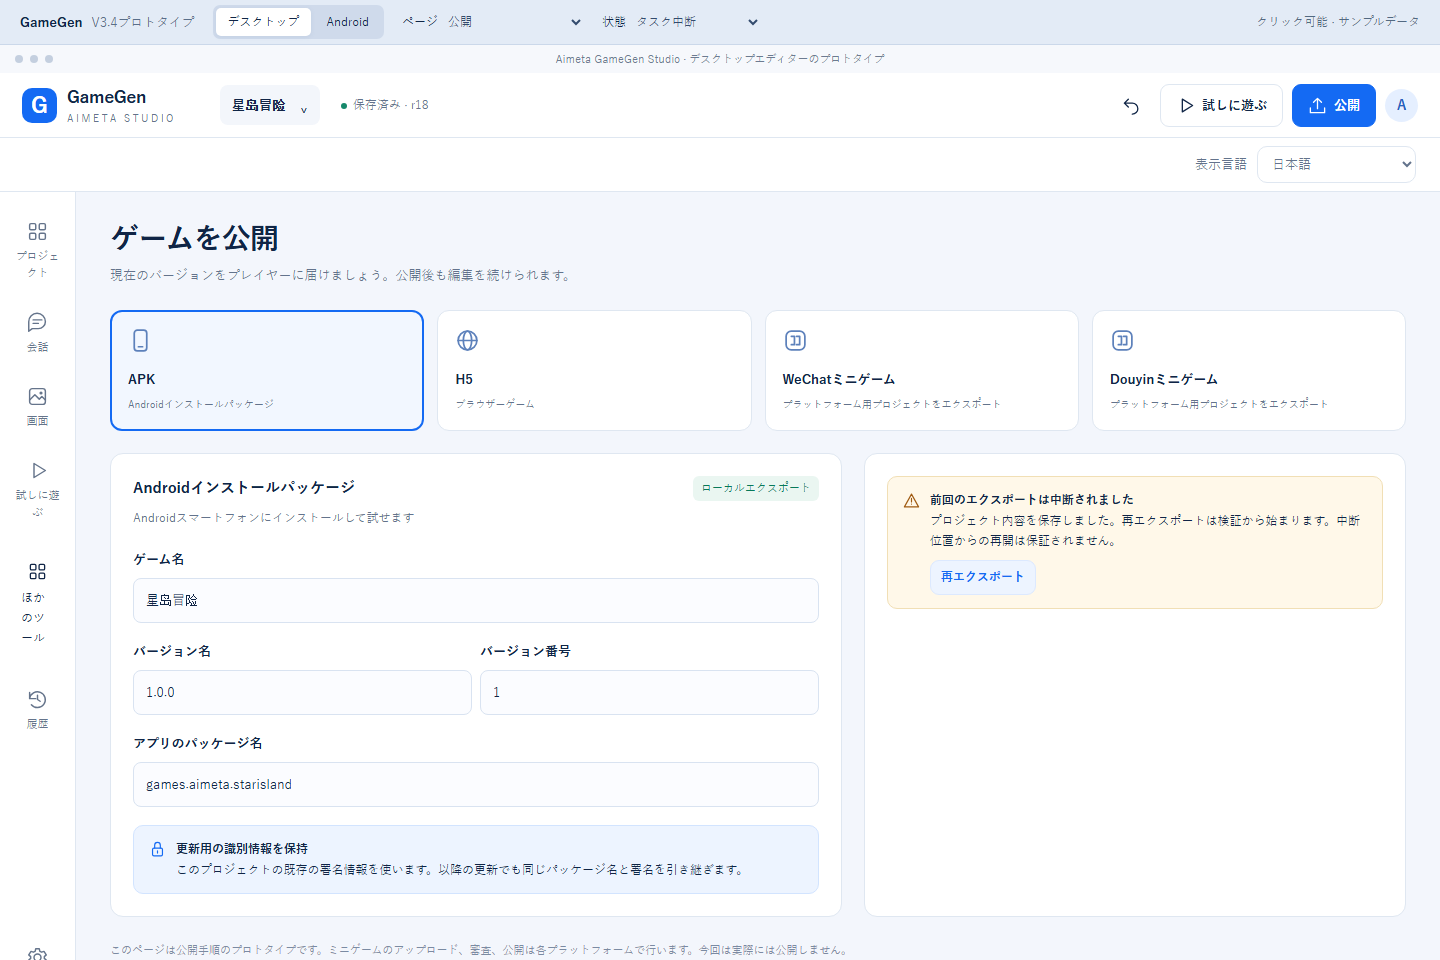 GameGen V3.4プロトタイプ デスクトップ Android ページ 公開 状態 タスク中断 クリック可能 · サンプルデータ
Aimeta GameGen Studio · デスクトップエディターのプロトタイプ
G GameGen
AIMETA STUDIO
星岛冒险
保存済み · r18
試しに遊ぶ
公開
A
表示言語 日本語
プロジェ
クト
会話
画面
試しに遊
ぶ
ほか
のツ
ール
履歴
ゲームを公開
現在のバージョンをプレイヤーに届けましょう。公開後も編集を続けられます。
APK
Androidインストールパッケージ
H5
ブラウザーゲーム
WeChatミニゲーム
プラットフォーム用プロジェクトをエクスポート
Douyinミニゲーム
プラットフォーム用プロジェクトをエクスポート
Androidインストールパッケージ
ローカルエクスポート
Androidスマートフォンにインストールして試せます
ゲーム名
星岛冒险
バージョン名 バージョン番号
1.0.0 1
アプリのパッケージ名
games.aimeta.starisland
更新用の識別情報を保持
このプロジェクトの既存の署名情報を使います。以降の更新でも同じパッケージ名と署名を引き継ぎます。
前回のエクスポートは中断されました
プロジェクト内容を保存しました。再エクスポートは検証から始まります。中断
位置からの再開は保証されません。
再エクスポート
このページは公開手順のプロトタイプです。ミニゲームのアップロード、審査、公開は各プラットフォームで行います。今回は実際には公開しません。